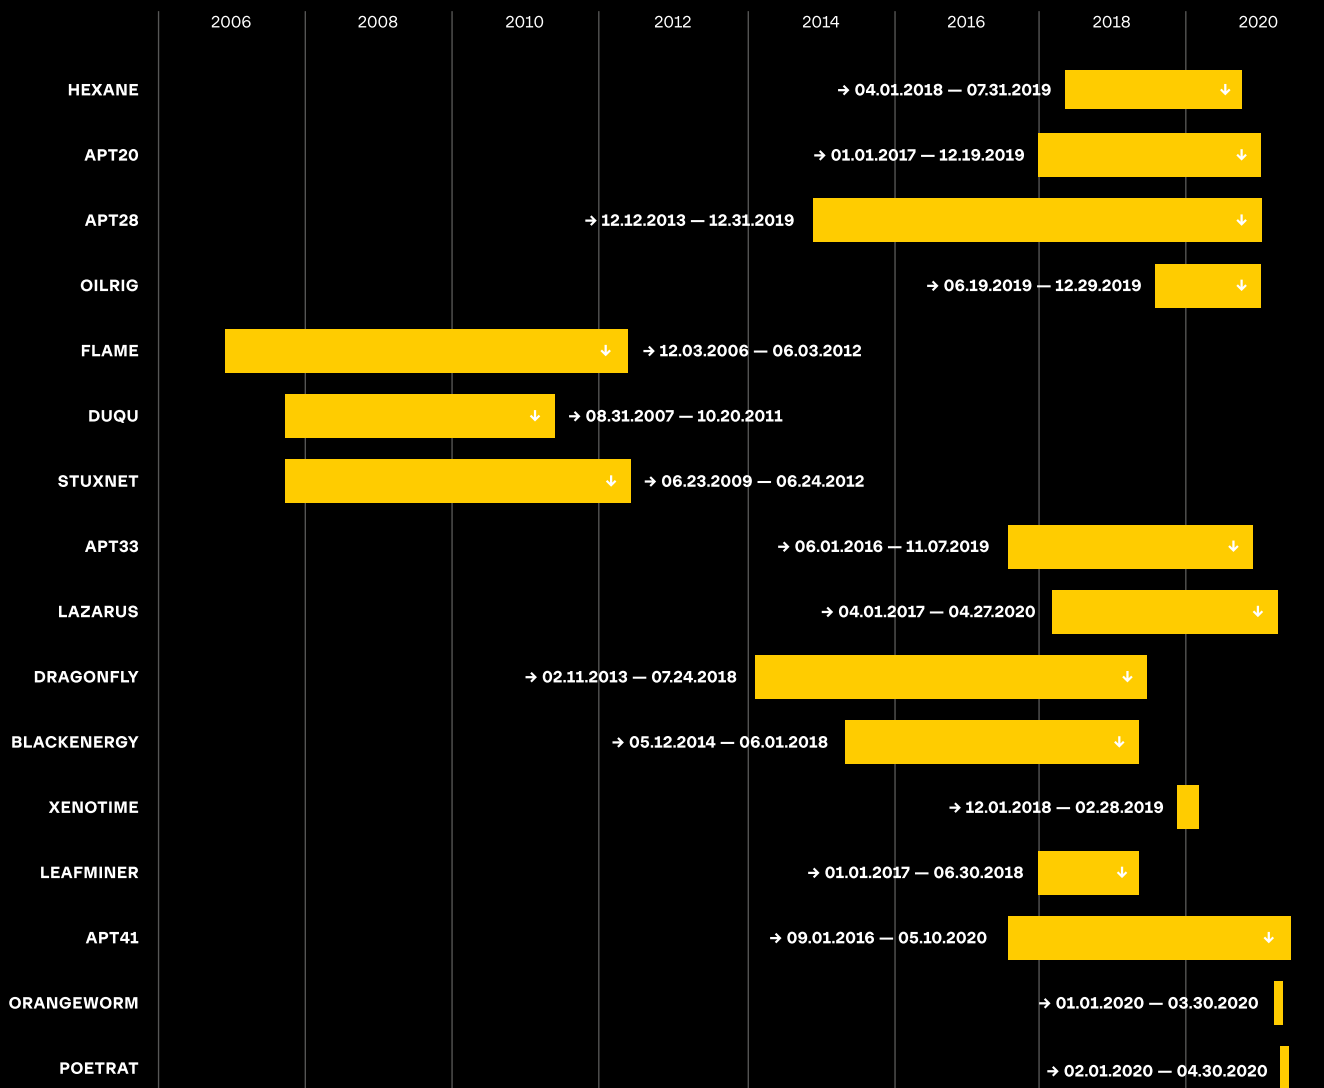 2006 2008 2010 2012 2014 2016 2018 2020
HEXANE → 04.01.2018 — 07.31.2019
APT20 → 01.01.2017 — 12.19.2019
APT28 → 12.12.2013 — 12.31.2019
OILRIG → 06.19.2019 — 12.29.2019
FLAME → 12.03.2006 — 06.03.2012
DUQU → 08.31.2007 — 10.20.2011
STUXNET → 06.23.2009 — 06.24.2012
APT33 → 06.01.2016 — 11.07.2019
LAZARUS → 04.01.2017 — 04.27.2020
DRAGONFLY → 02.11.2013 — 07.24.2018
BLACKENERGY → 05.12.2014 — 06.01.2018
XENOTIME → 12.01.2018 — 02.28.2019
LEAFMINER → 01.01.2017 — 06.30.2018
APT41 → 09.01.2016 — 05.10.2020
ORANGEWORM → 01.01.2020 — 03.30.2020
POETRAT → 02.01.2020 — 04.30.2020